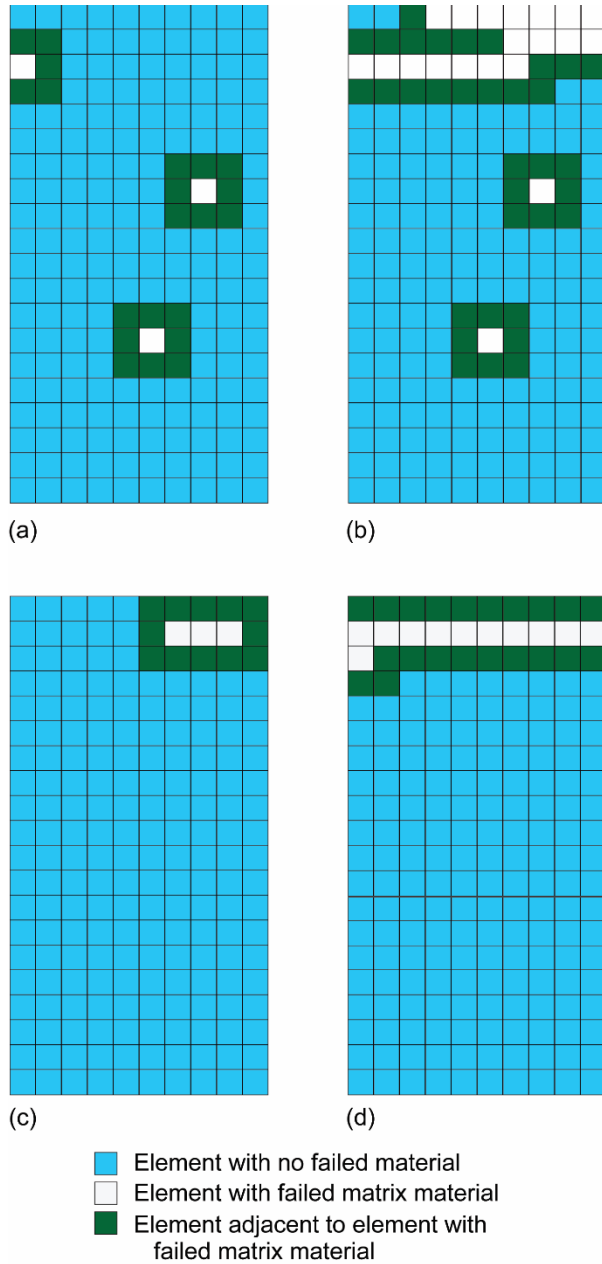 (a)
(b)
(c)
(d)
Element with no failed material
Element with failed matrix material
Element adjacent to element with
failed matrix material